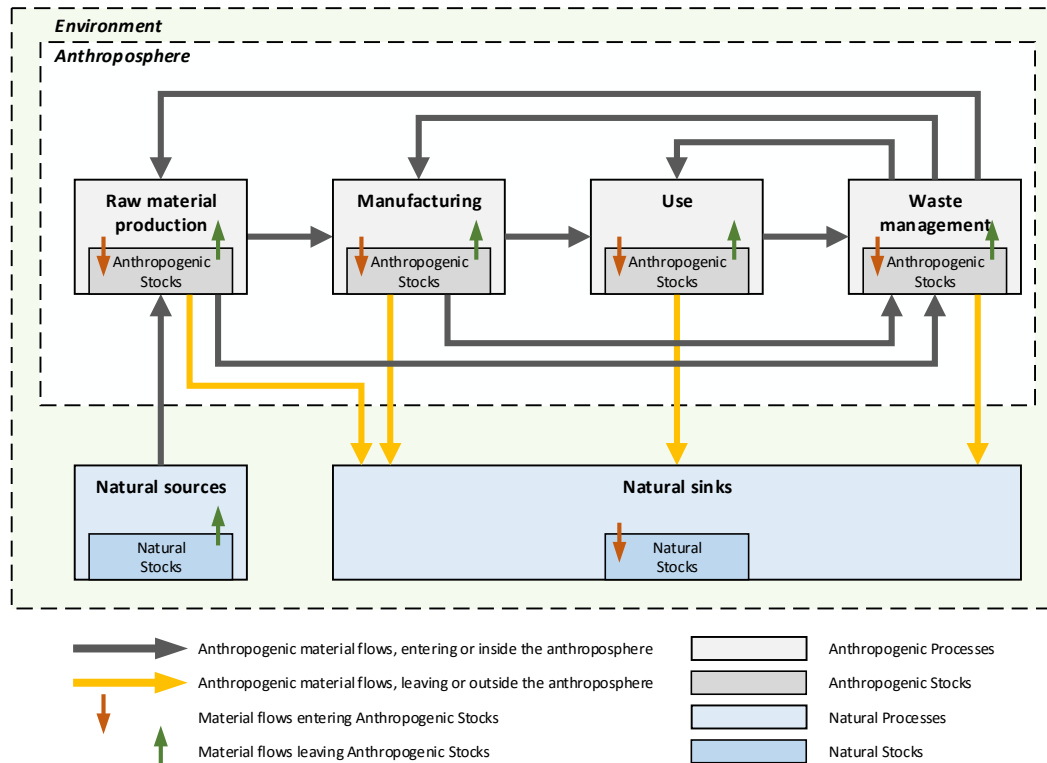 Environment
Anthroposphere
Raw material
production
Anthropogenic
Stocks
Manufacturing
Anthropogenic
Stocks
Use
Anthropogenic
Stocks
Waste
management
Anthropogenic
Stocks
Natural sources
Natural
Stocks
Natural sinks
Natural
Stocks
Anthropogenic material flows, entering or inside the anthroposphere
Anthropogenic material flows, leaving or outside the anthroposphere
Material flows entering Anthropogenic Stocks
Material flows leaving Anthropogenic Stocks
Anthropogenic Processes
Anthropogenic Stocks
Natural Processes
Natural Stocks